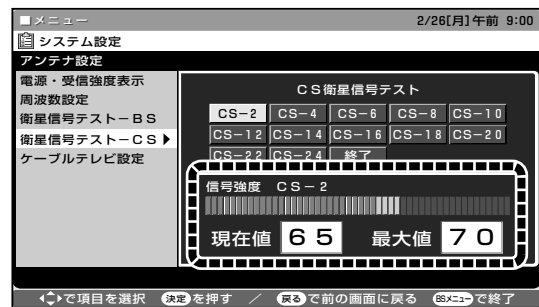 ■メニュー 2/26[月]午前 9:00
システム設定
アンテナ設定
電源・受信強度表示
周波数設定
衛星信号テスト－BS
衛星信号テスト－CS▶
ケーブルテレビ設定
CS衛星信号テスト
CS－2 CS－4 CS－6 CS－8 CS－10
CS－12 CS－14 CS－16 CS－18 CS－20
CS－22 CS－24 終了
信号強度 CS－2
現在値 65 最大値 70
で項目を選択 決定を押す ／ 戻るで前の画面に戻る BSメニューで終了